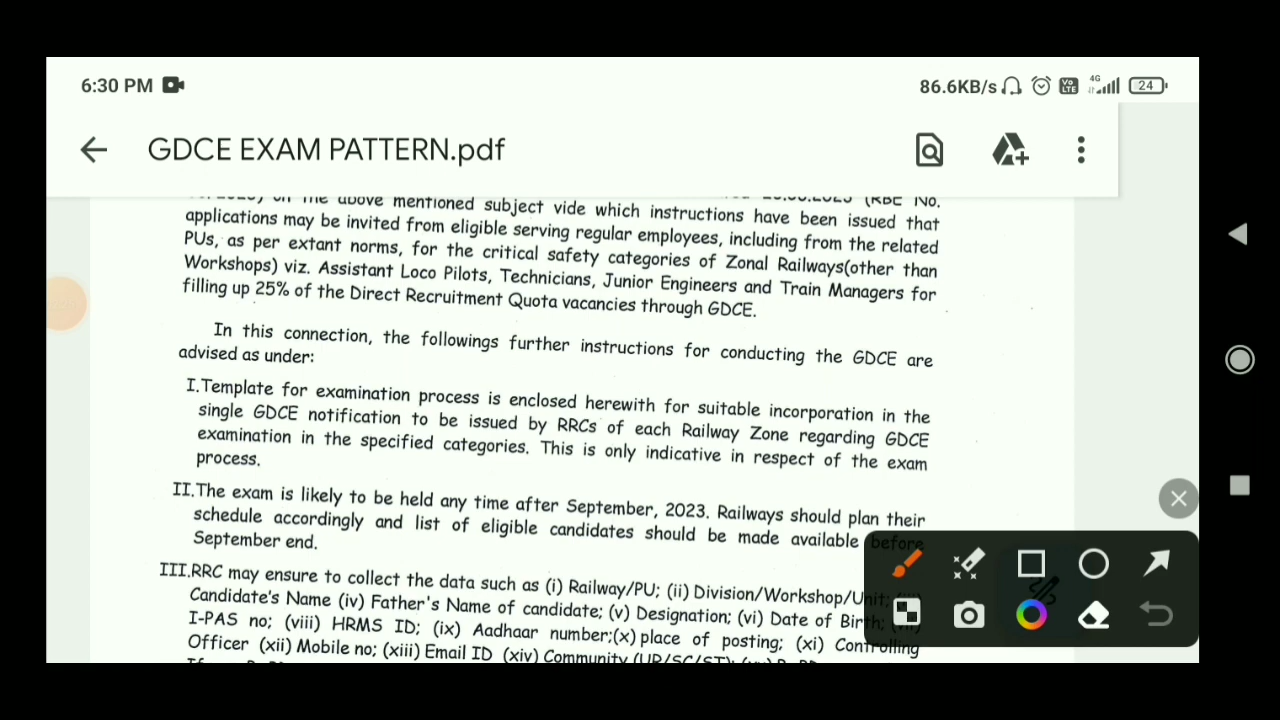 6:30 PM
86.6KB/s 4G Vo LTE 24
GDCE EXAM PATTERN.pdf
the above mentioned subject vide which instructions have been issued that
applications may be invited from eligible serving regular employees, including from the related
PUs, as per extant norms, for the critical safety categories of Zonal Railways(other than
Workshops) viz. Assistant Loco Pilots, Technicians, Junior Engineers and Train Managers for
filling up 25% of the Direct Recruitment Quota vacancies through GDCE.
In this connection, the followings further instructions for conducting the GDCE are
advised as under:
I.Template for examination process is enclosed herewith for suitable incorporation in the
single GDCE notification to be issued by RRCs of each Railway Zone regarding GDCE
examination in the specified categories. This is only indicative in respect of the exam
process.
II.The exam is likely to be held any time after September, 2023. Railways should plan their
schedule accordingly and list of eligible candidates should be made available before
September end.
III.RRC may ensure to collect the data such as (i) Railway/PU; (ii) Division/Workshop/Unit; (iii)
Candidate's Name (iv) Father's Name of candidate; (v) Designation; (vi) Date of Birth; (vii)
I-PAS no; (viii) HRMS ID; (ix) Aadhaar number;(x) place of posting; (xi) Controlling
Officer (xii) Mobile no; (xiii) Email ID (xiv) Community (UR/SC/ST);